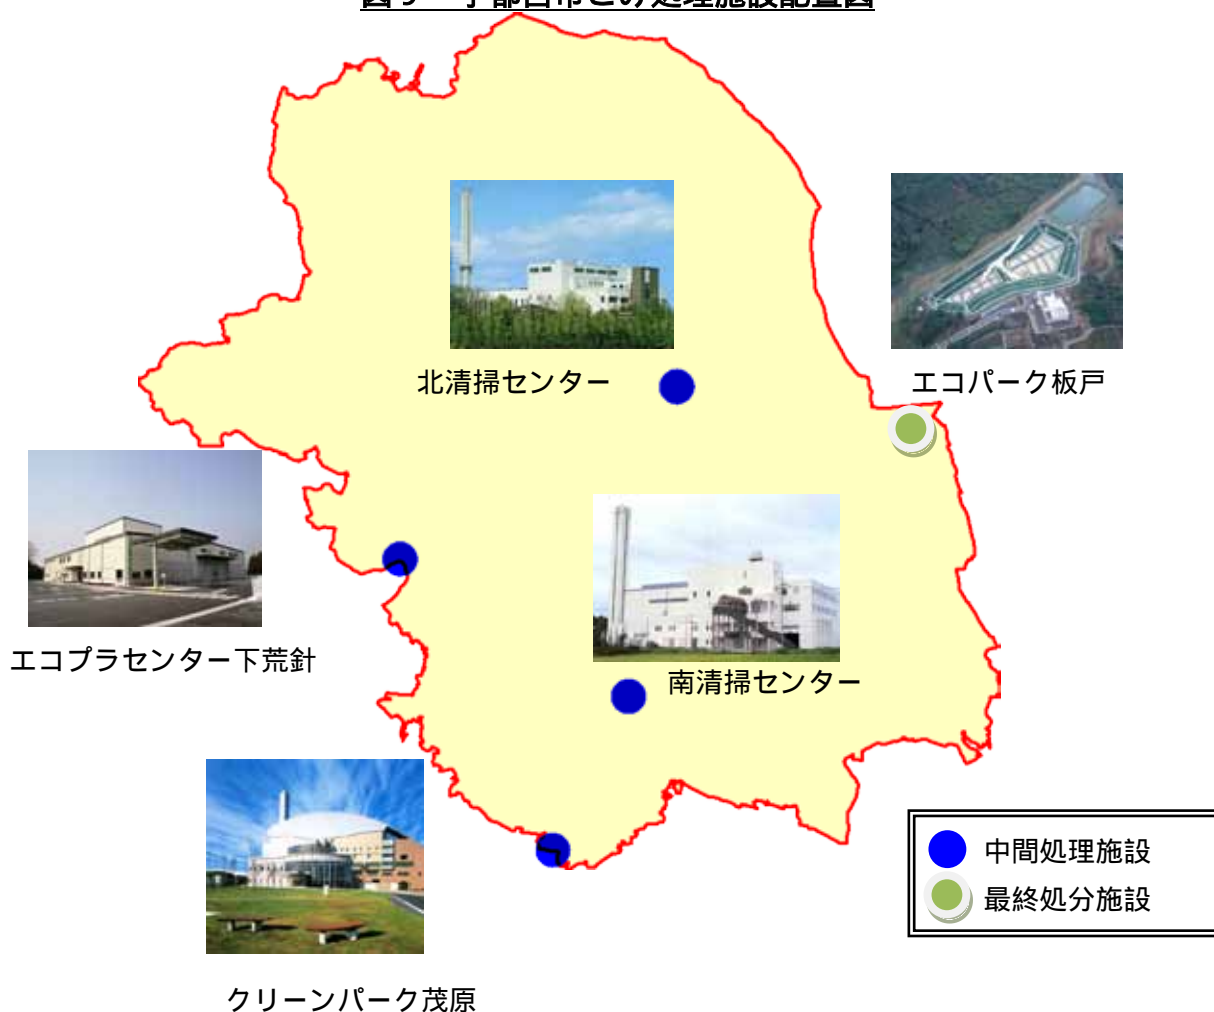 北清掃センター
エコパーク板戸
エコプラセンター下荒針
南清掃センター
クリーンパーク茂原
中間処理施設
最終処分施設